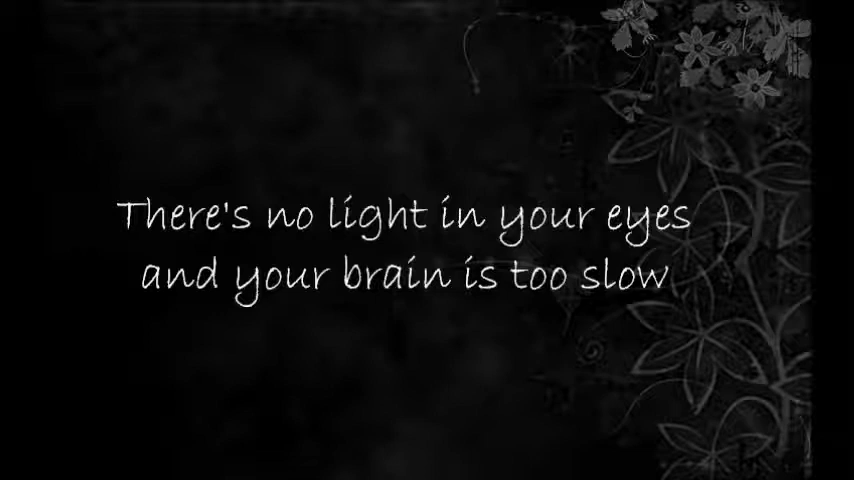 There's no light in your eyes
and your brain is too slow